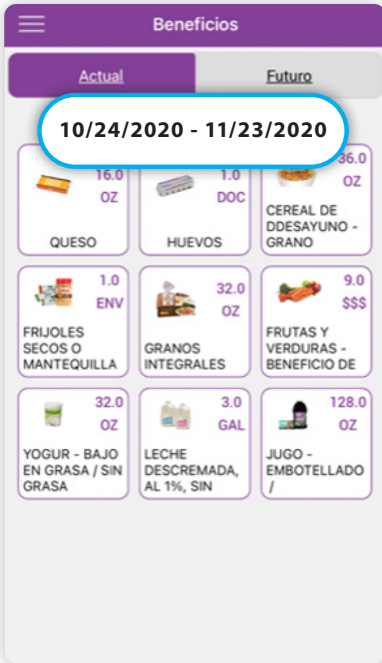 Beneficios
Actual
Futuro
10/24/2020 - 11/23/2020
16.0
OZ
QUESO
1.0
DOC
HUEVOS
36.0
OZ
CEREAL DE
DDESAYUNO -
GRANO
1.0
ENV
FRIJOLES
SECOS O
MANTEQUILLA
32.0
OZ
GRANOS
INTEGRALES
9.0
$$$
FRUTAS Y
VERDURAS -
BENEFICIO DE
32.0
OZ
YOGUR - BAJO
EN GRASA / SIN
GRASA
3.0
GAL
LECHE
DESCREMADA,
AL 1%, SIN
128.0
OZ
JUGO -
EMBOTELLADO
/